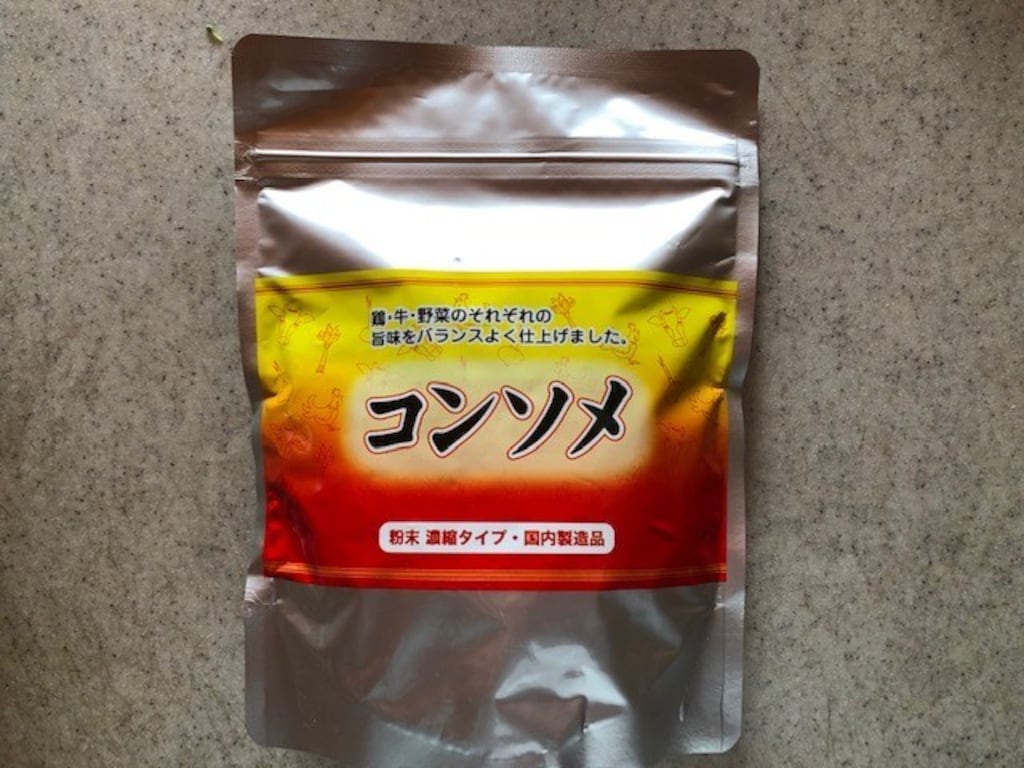 鶏・牛・野菜のそれぞれの
旨味をバランスよく仕上げました。
コンソメ
粉末 濃縮タイプ・国内製造品